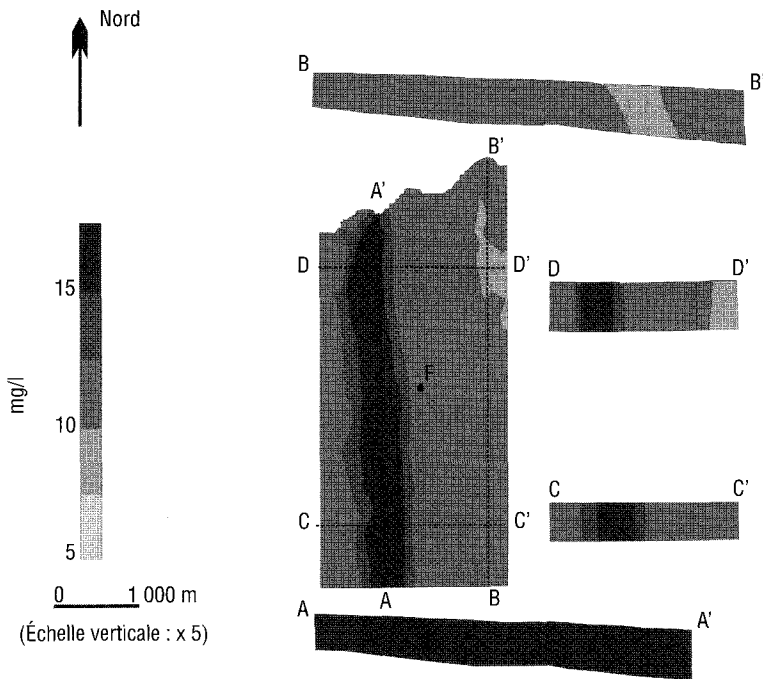 Nord
B
B'
B'
A'
mg/l
15
10
5
D
D'
D
D'
F
C
C'
C
C'
0
1 000 m
(Échelle verticale : x 5)
A
B
A
A'